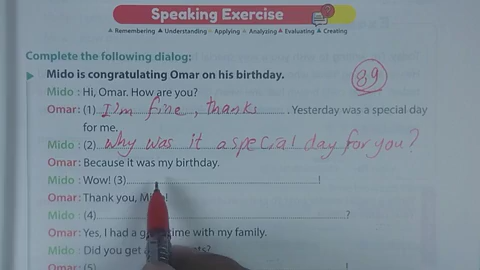 Speaking Exercise
▲ Remembering ▲ Understanding ▲ Applying ▲ Analyzing ▲ Evaluating ▲ Creating
Complete the following dialog:
89
Mido is congratulating Omar on his birthday.
Mido : Hi, Omar. How are you?
Omar: (1) I'm fine, thanks. Yesterday was a special day
for me.
Mido : (2) why was it a special day for you?
Omar: Because it was my birthday.
Mido : Wow! (3) !
Omar: Thank you,
Mido : (4) ?
Omar: Yes, I had a time with my family.
Mido : Did you get
Omar: (5)